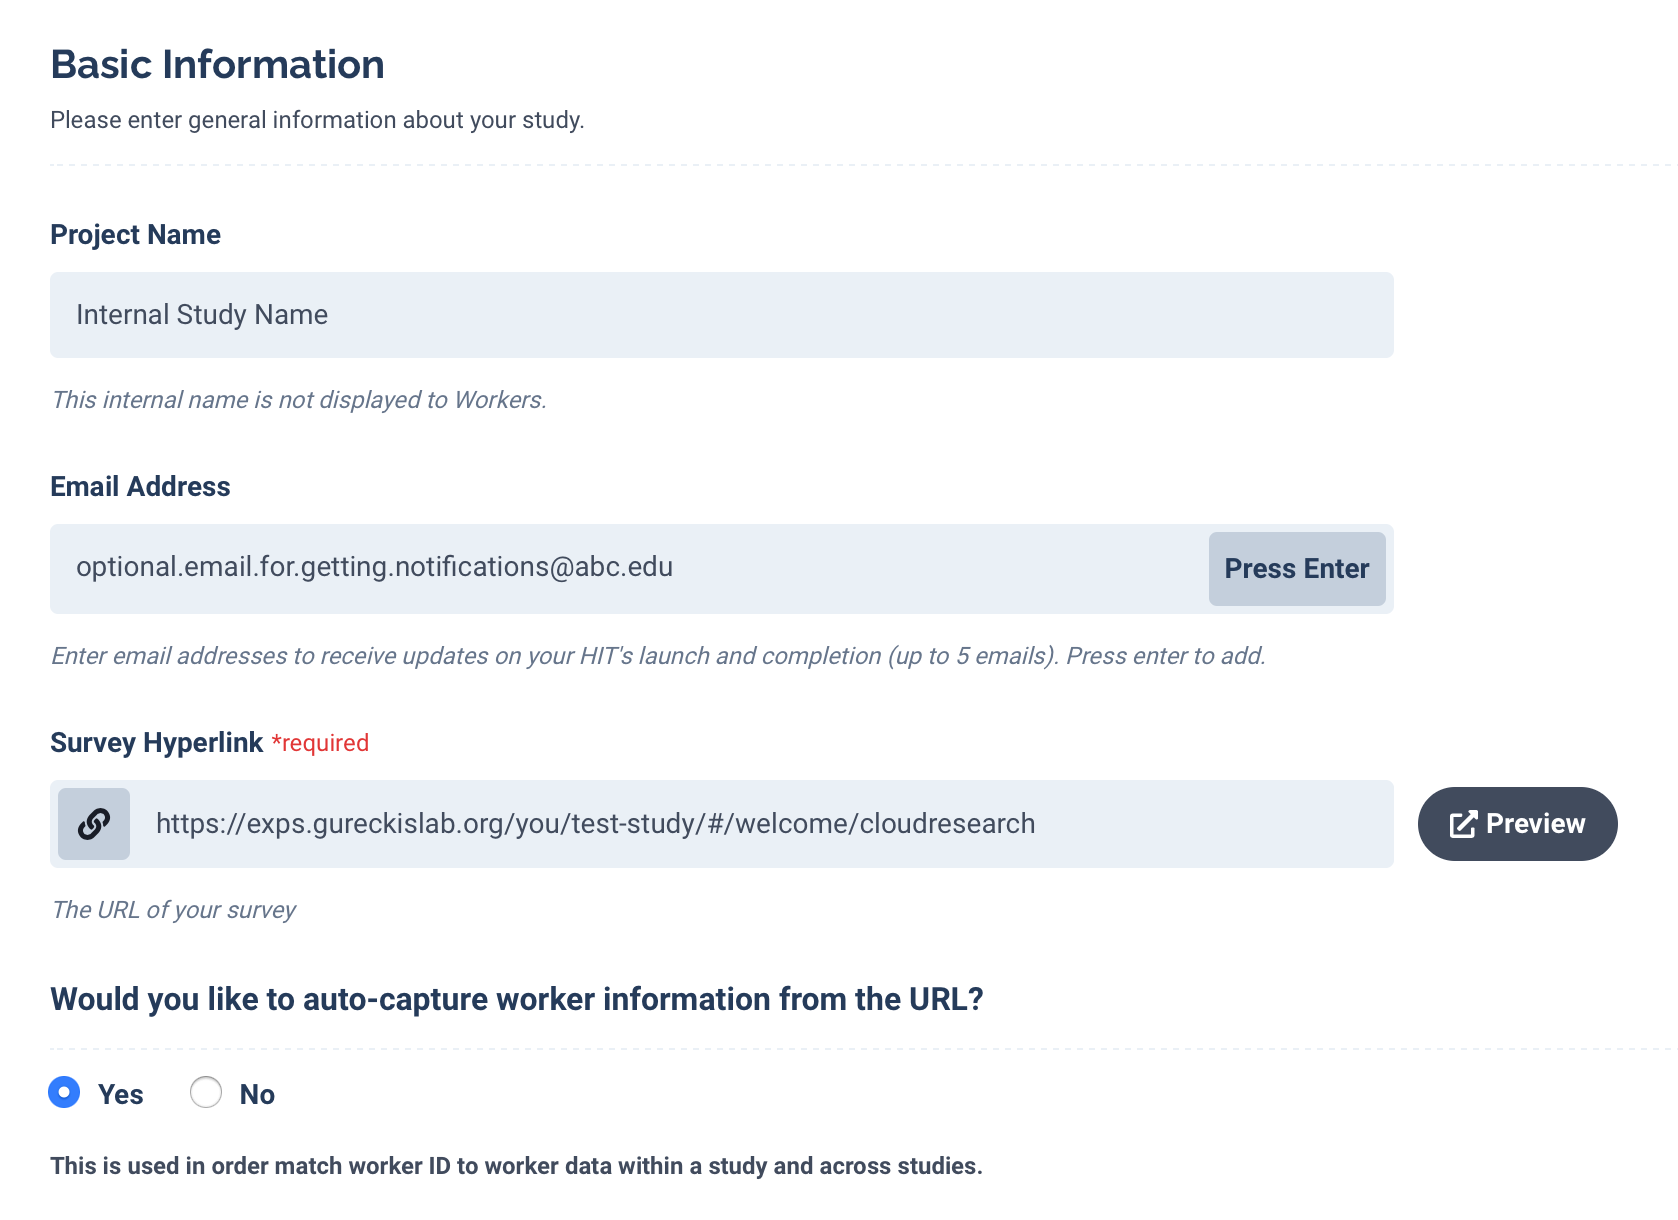 Basic Information
Please enter general information about your study.
Project Name
Internal Study Name
This internal name is not displayed to Workers.
Email Address
optional.email.for.getting.notifications@abc.edu
Press Enter
Enter email addresses to receive updates on your HIT's launch and completion (up to 5 emails). Press enter to add.
Survey Hyperlink *required
https://exps.gureckislab.org/you/test-study/#/welcome/cloudresearch
Preview
The URL of your survey
Would you like to auto-capture worker information from the URL?
Yes No
This is used in order match worker ID to worker data within a study and across studies.